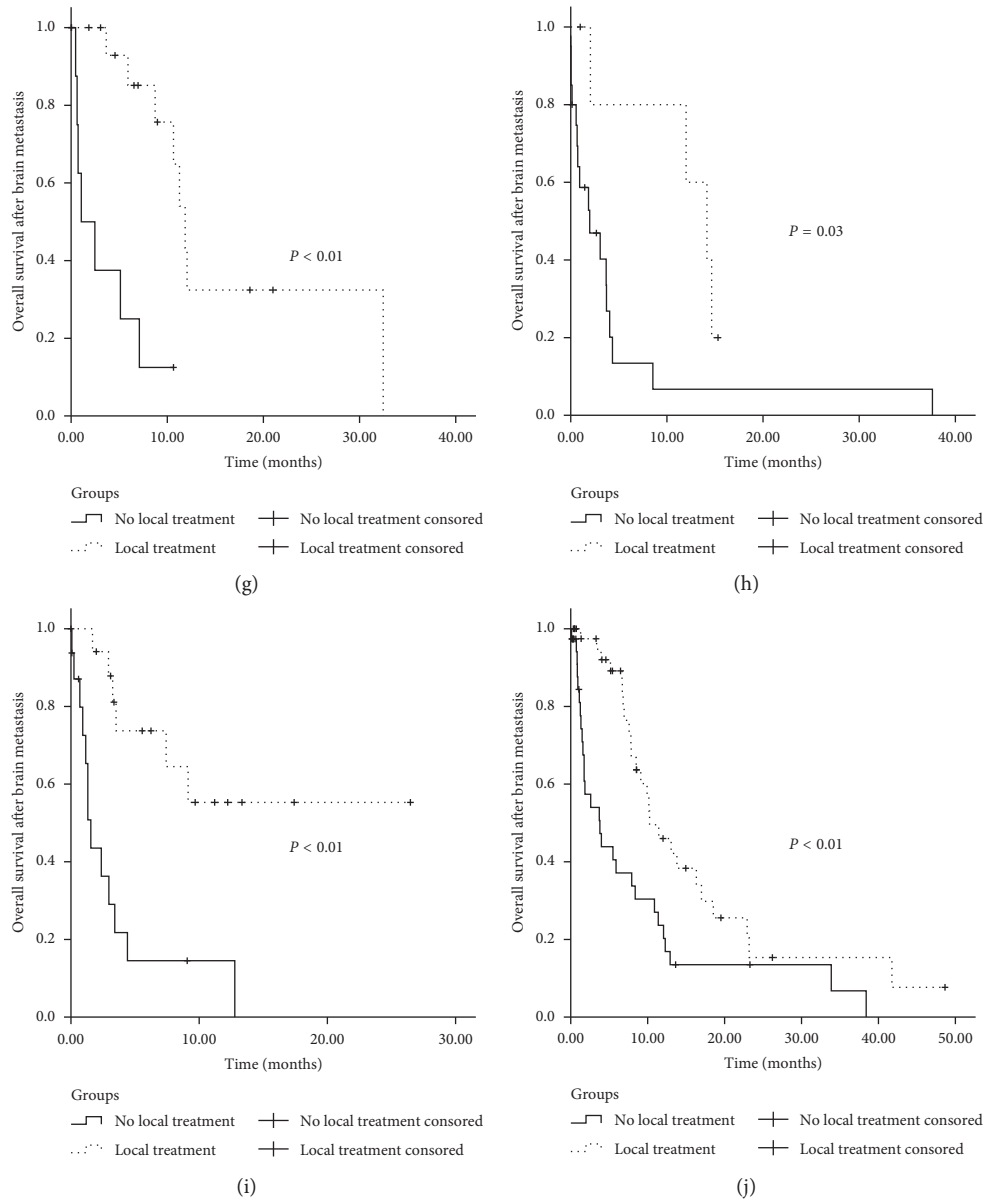 Overall survival after brain metastasis
1.0
0.8
0.6
0.4
0.2
0.0
P < 0.01
0.00 10.00 20.00 30.00 40.00
Time (months)
Groups
No local treatment No local treatment consored
Local treatment Local treatment consored
(g)
Overall survival after brain metastasis
1.0
0.8
0.6
0.4
0.2
0.0
P = 0.03
0.00 10.00 20.00 30.00 40.00
Time (months)
Groups
No local treatment No local treatment consored
Local treatment Local treatment consored
(h)
Overall survival after brain metastasis
1.0
0.8
0.6
0.4
0.2
0.0
P < 0.01
0.00 10.00 20.00 30.00
Time (months)
Groups
No local treatment No local treatment consored
Local treatment Local treatment consored
(i)
Overall survival after brain metastasis
1.0
0.8
0.6
0.4
0.2
0.0
P < 0.01
0.00 10.00 20.00 30.00 40.00 50.00
Time (months)
Groups
No local treatment No local treatment consored
Local treatment Local treatment consored
(j)